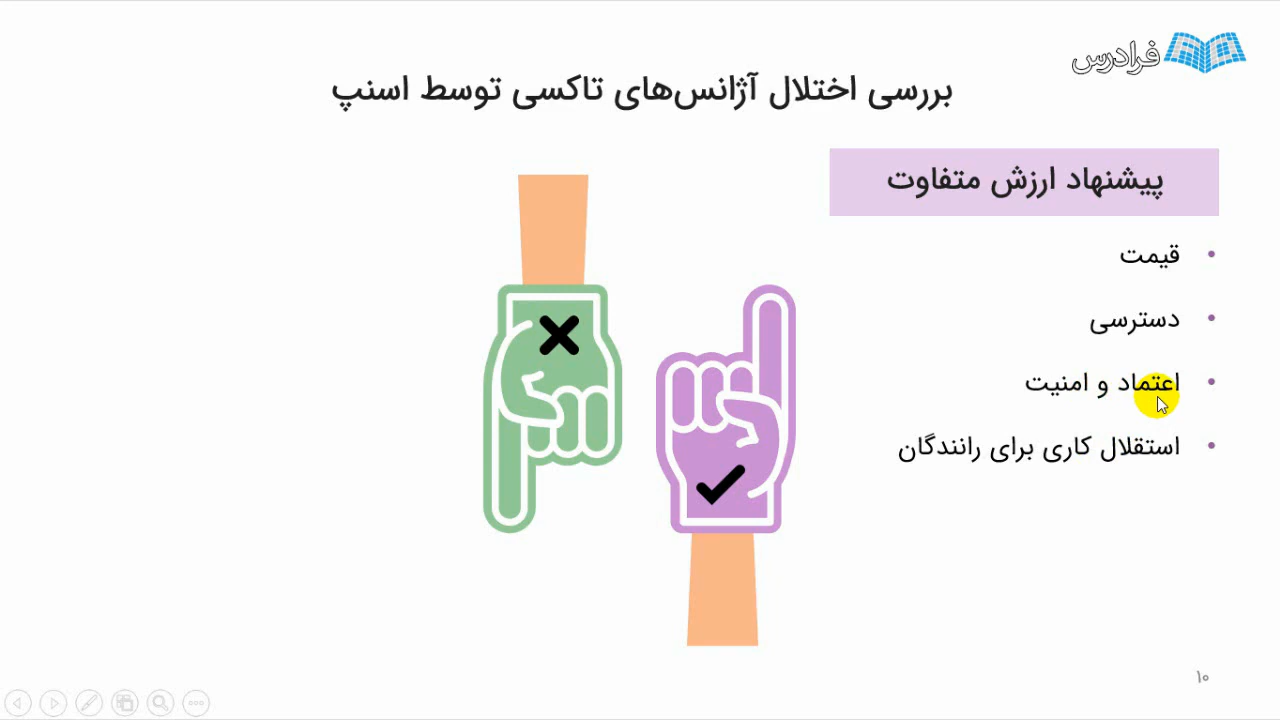 فرادرس
بررسی اختلال آژانس‌های تاکسی توسط اسنپ
پیشنهاد ارزش متفاوت
• قیمت
• دسترسی
• اعتماد و امنیت
• استقلال کاری برای رانندگان
۱۰